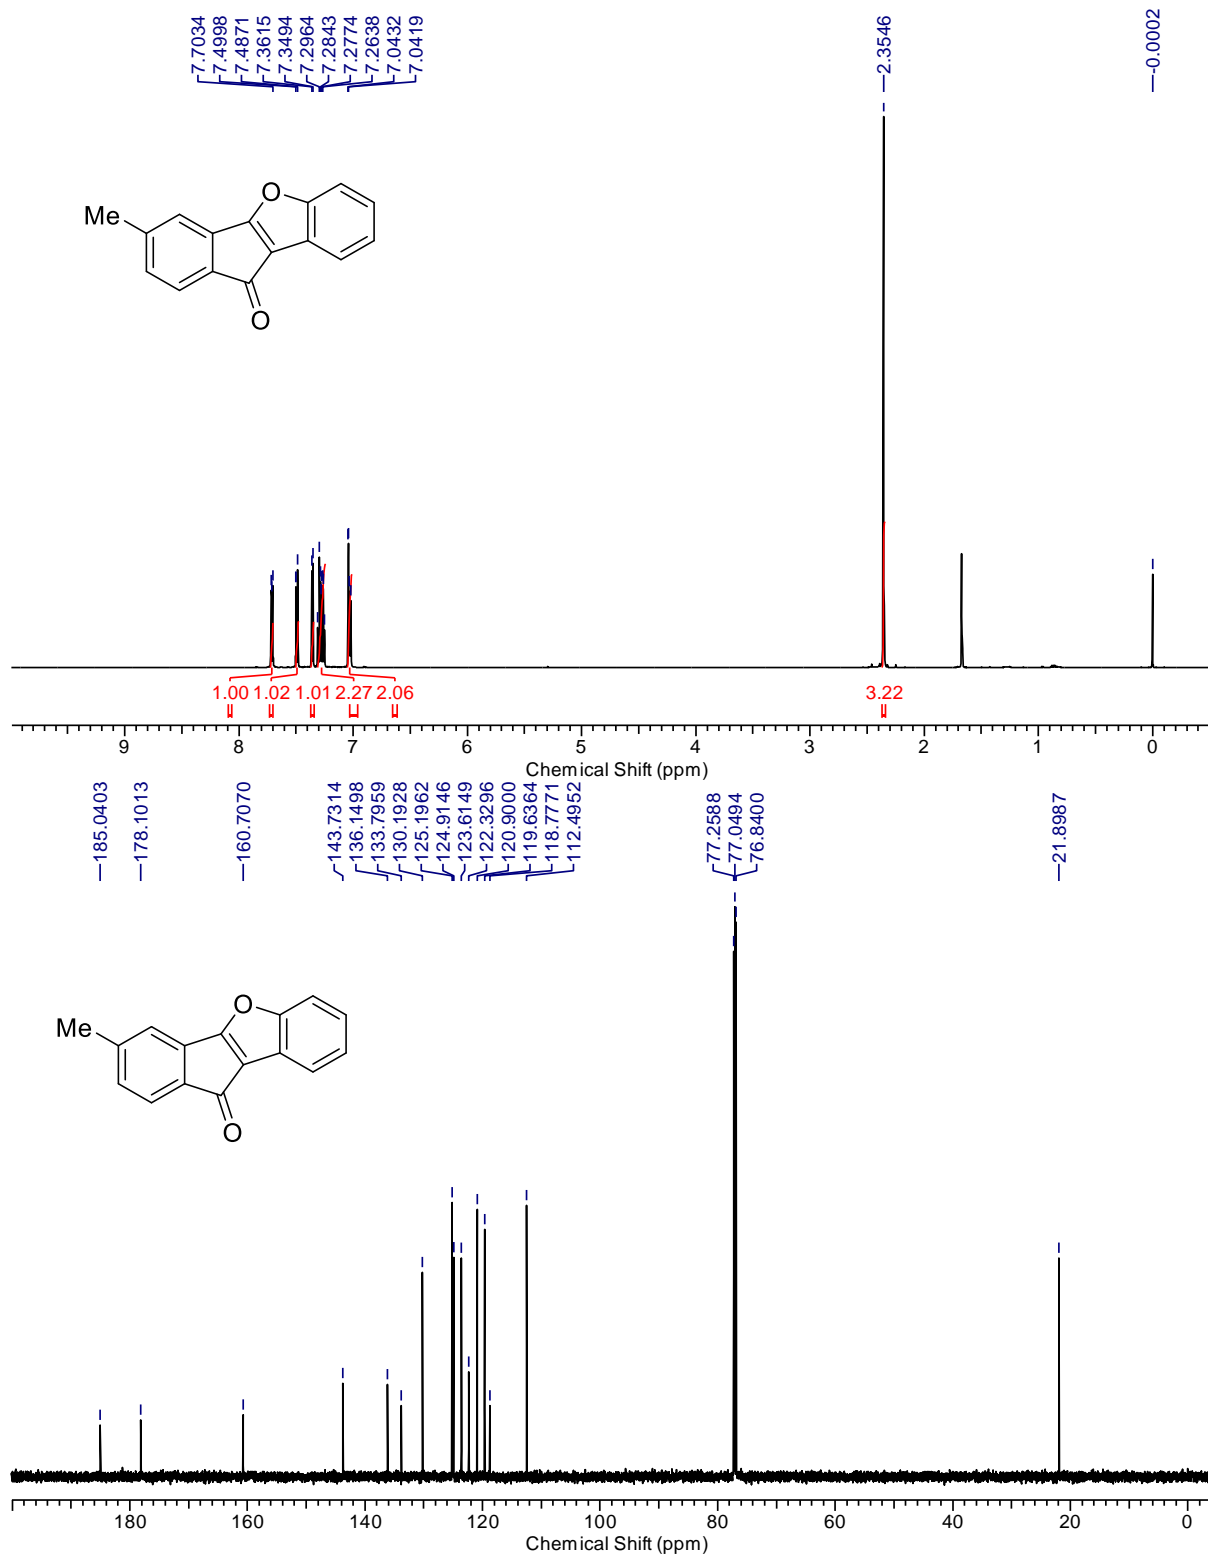 7.7034
7.4998
7.4871
7.3615
7.3494
7.2964
7.2843
7.2774
7.2638
7.0432
7.0419
2.3546
-0.0002
O
Me
O
1.00 1.02 1.01 2.27 2.06 3.22
9 8 7 6 5 4 3 2 1 0
Chemical Shift (ppm)
185.0403
178.1013
160.7070
143.7314
136.1498
133.7959
130.1928
125.1962
124.9146
123.6149
122.3296
120.9000
119.6364
118.7771
112.4952
77.2588
77.0494
76.8400
21.8987
O
Me
O
180 160 140 120 100 80 60 40 20 0
Chemical Shift (ppm)